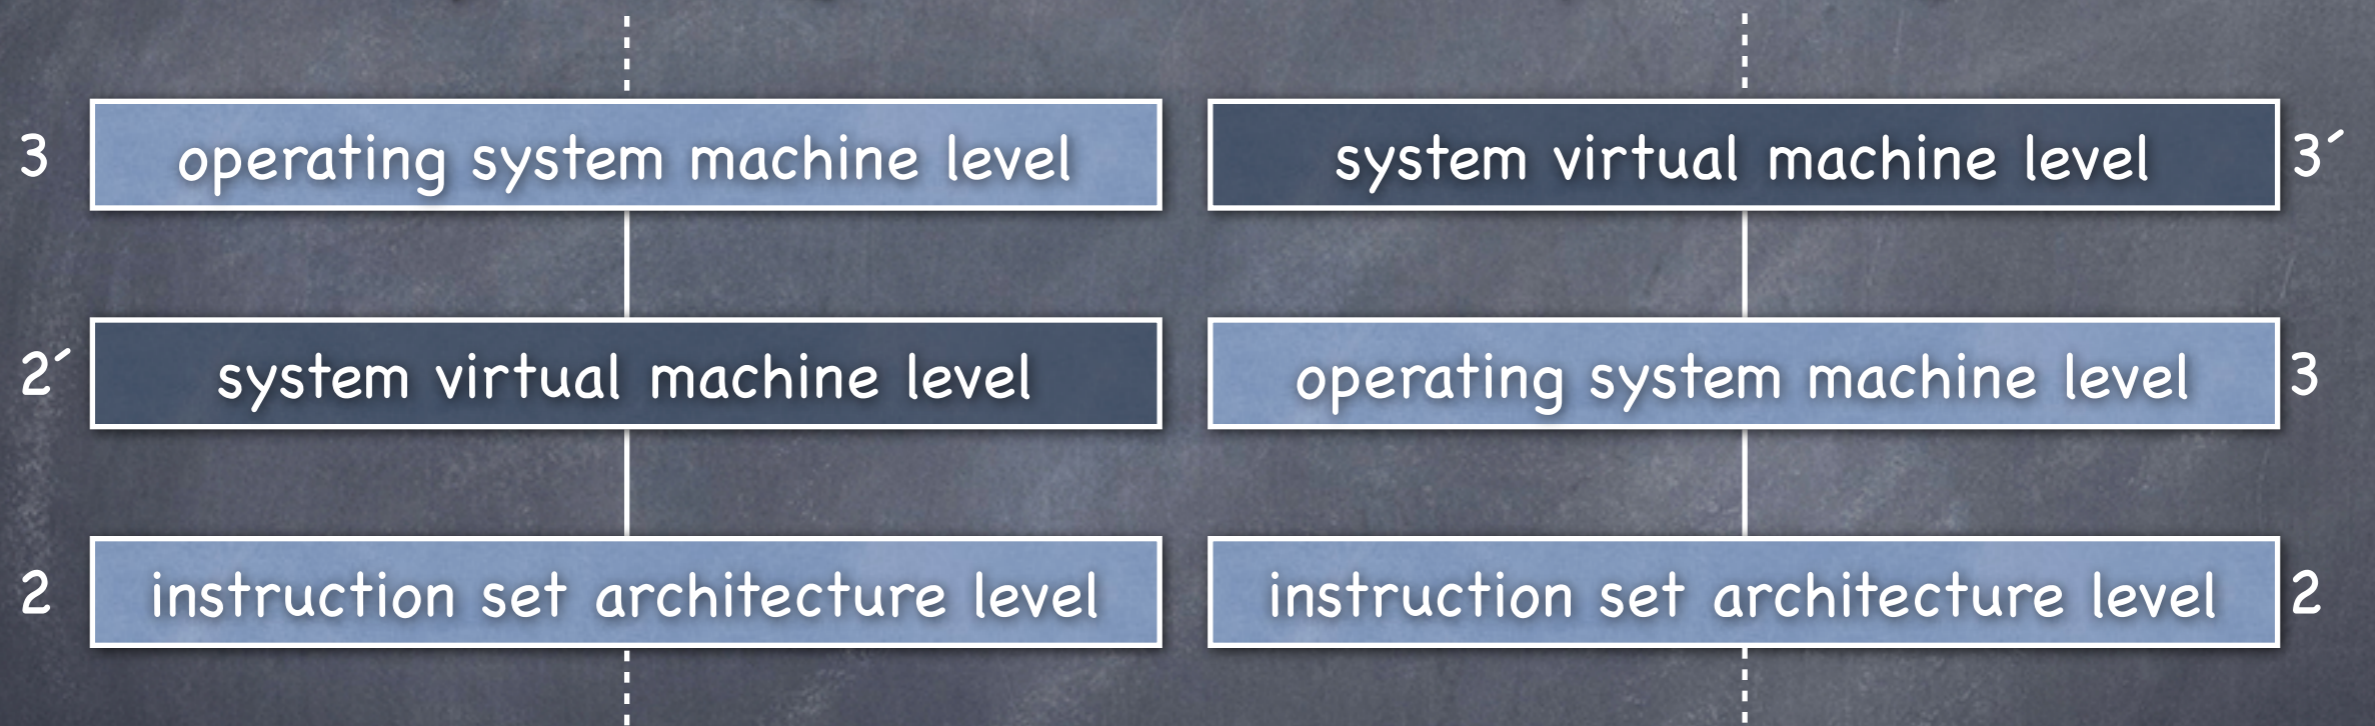 3 operating system machine level system virtual machine level 3´
2´ system virtual machine level operating system machine level 3
2 instruction set architecture level instruction set architecture level 2